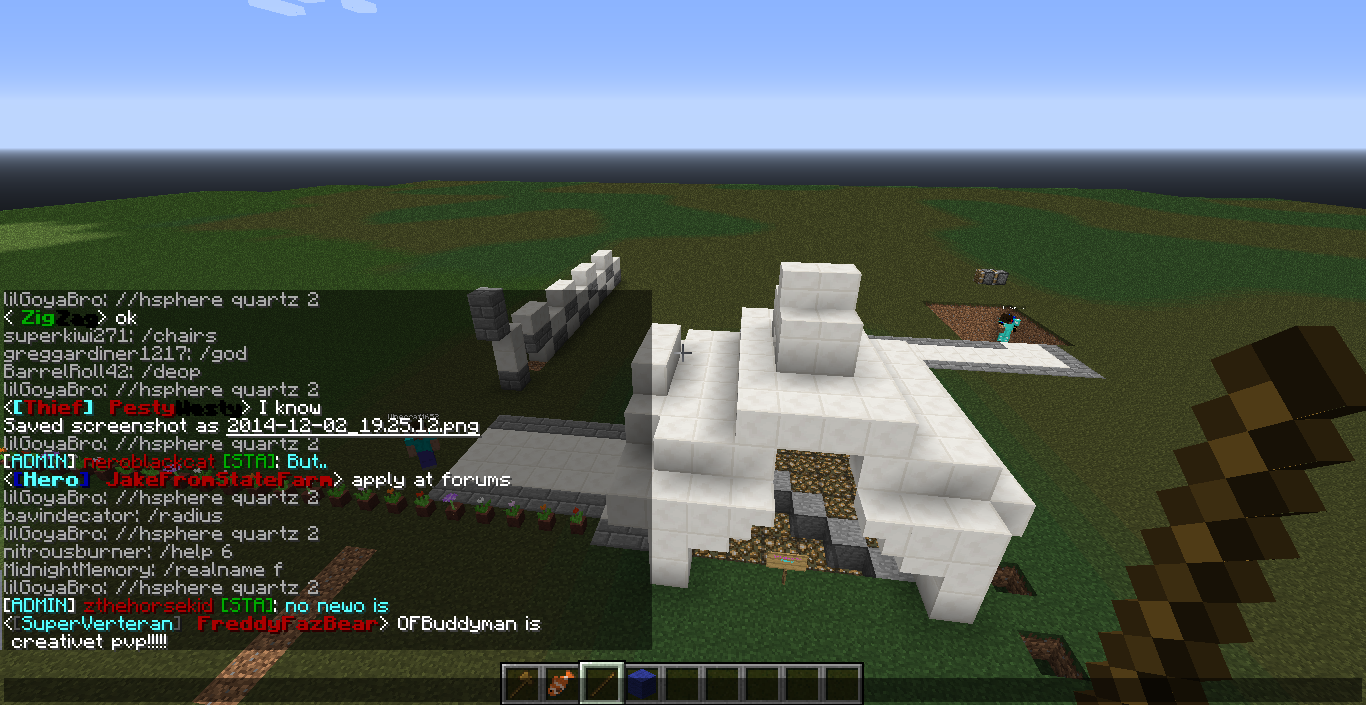 lilGoyaBro: //hsphere quartz 2
< ZigZag> ok
superkiwi271: /chairs
greggardiner1217: /god
BarrelRoll42: /deop
lilGoyaBro: //hsphere quartz 2
<[Thief] PestyNesty> I know
Saved screenshot as 2014-12-02_19.25.12.png
lilGoyaBro: //hsphere quartz 2
[ADMIN] neroblackcat [STA]: But..
<[Hero] JakeFromStateFarm> apply at forums
lilGoyaBro: //hsphere quartz 2
bavindecator: /radius
lilGoyaBro: //hsphere quartz 2
nitrousburner: /help 6
MidnightMemory: /realname f
lilGoyaBro: //hsphere quartz 2
[ADMIN] zthehorsekid [STA]: no newo is
<[SuperVerteran] FreddyFazBear> OFBuddyman is
creativet pvp!!!!!